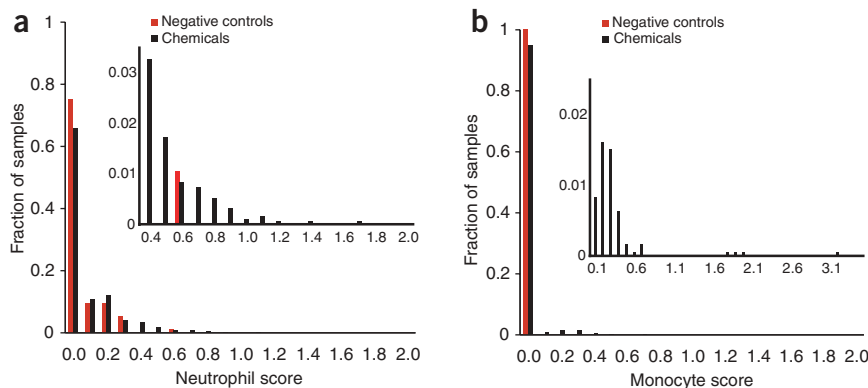 a
Negative controls
Chemicals
Fraction of samples
1
0.8
0.6
0.4
0.2
0
0.0 0.2 0.4 0.6 0.8 1.0 1.2 1.4 1.6 1.8 2.0
Neutrophil score
0.03
0.02
0.01
0
0.4 0.6 0.8 1.0 1.2 1.4 1.6 1.8 2.0
b
Negative controls
Chemicals
Fraction of samples
1
0.8
0.6
0.4
0.2
0
0.0 0.2 0.4 0.6 0.8 1.0 1.2 1.4 1.6 1.8 2.0
Monocyte score
0.02
0.01
0
0.1 0.6 1.1 1.6 2.1 2.6 3.1